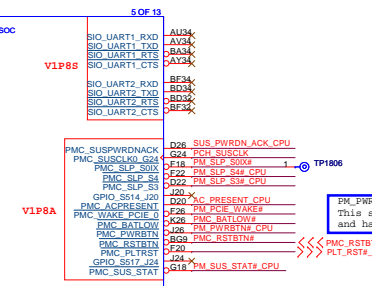 5 OF 13
SOC
SIO_UART1_RXD AU34
SIO_UART1_TXD AV34
SIO_UART1_RTS BA34
SIO_UART1_CTS AY34
V1P8S
SIO_UART2_RXD BF34
SIO_UART2_TXD BD34
SIO_UART2_RTS BD32
SIO_UART2_CTS BF32
PMC_SUSPWRDNACK D26 SUS_PWRDN_ACK_CPU
PMC_SUSCLK0_G24 G24 PCH_SUSCLK
PMC_SLP_S0IX F18 PM_SLP_S0IX# 1 TP1806
PMC_SLP_S4 F22 PM_SLP_S4#_CPU
PMC_SLP_S3 D22 PM_SLP_S3#_CPU
GPIO_S514_J20 J20
PMC_ACPRESENT D20 AC_PRESENT_CPU
PMC_WAKE_PCIE_0 F26 PM_PCIE_WAKE#
V1P8A
PMC_BATLOW K26 PMC_BATLOW#
PMC_PWRBTN J26 PM_PWRBTN#_CPU
PMC_RSTBTN BG9 PMC_RSTBTN# PMC_RSTB
PMC_PLTRST F20 PLT_RST#_
GPIO_S517_J24 J24
PMC_SUS_STAT G18 PM_SUS_STAT#_CPU
PM_PWR
This s
and ha